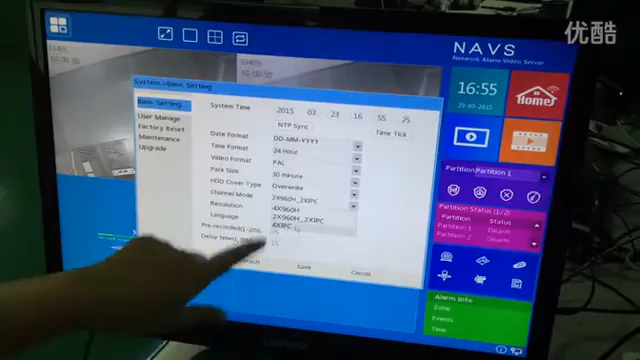 优酷
NAVS
Network Alarm Video Server
System->Basic Setting
Basic Setting
User Manage
Factory Reset
Maintenance
Upgrade
System Time 2015 03 23 16 55 25
NTP Sync Time Tick
Date Format DD-MM-YYYY
Time Format 24 Hour
Video Format PAL
Pack Size 30 minute
HDD Cover Type Overwrite
Channel Mode 2X960H_2XIPC
Resolution 4X960H
2X960H_2XIPC
Language 4XIPC
Save Cancel
16:55
23-03-2015
Home
Partition Partition 1
Partition Status (1/2)
Partition Status
Partition 1 Disarm
Partition 2 Disarm
Alarm Info
Zone
Events
Time